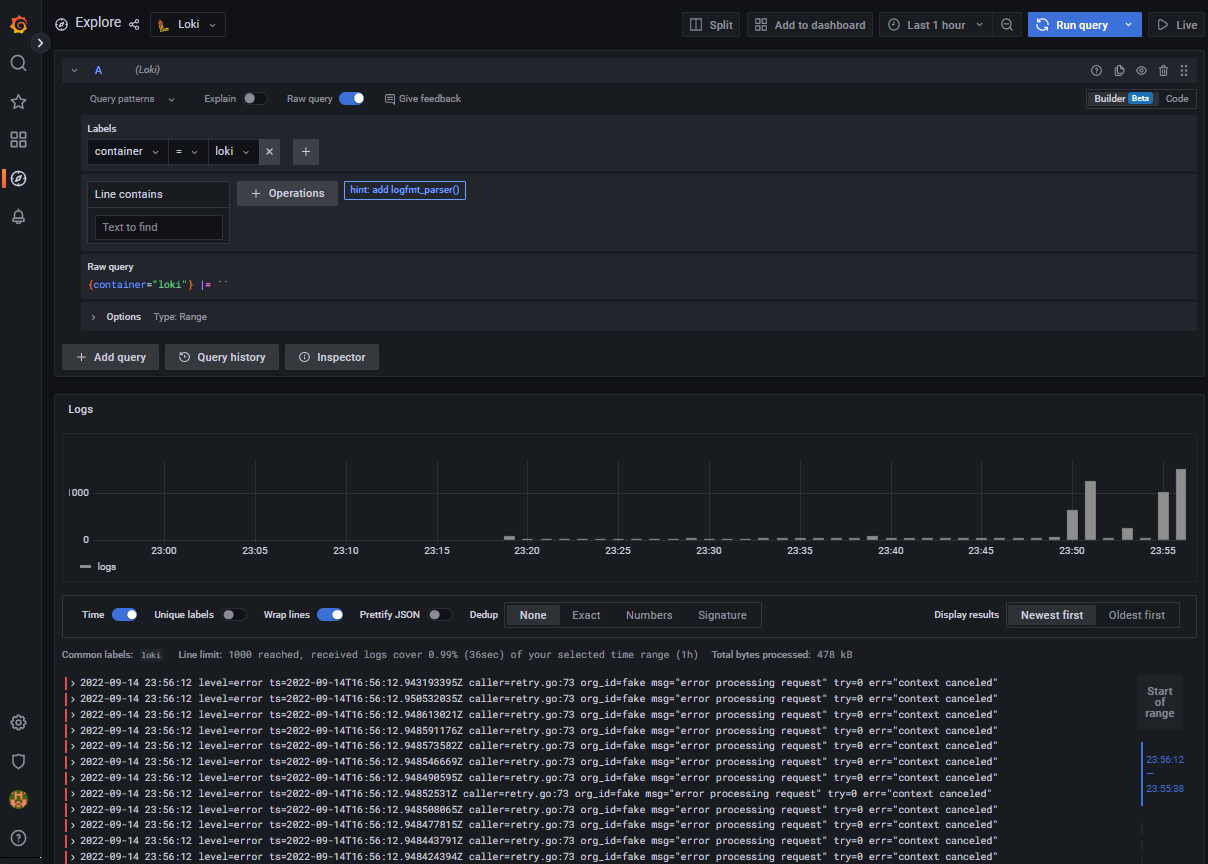 Explore Loki Split Add to dashboard Last 1 hour Run query Live
A (Loki)
Query patterns Explain Raw query Give feedback Builder Beta Code
Labels
container = loki
Line contains Operations hint: add logfmt_parser()
Text to find
Raw query
{container="loki"} |= ``
Options Type: Range
Add query Query history Inspector
Logs
1000
0
23:00 23:05 23:10 23:15 23:20 23:25 23:30 23:35 23:40 23:45 23:50 23:55
logs
Time Unique labels Wrap lines Prettify JSON Dedup None Exact Numbers Signature Display results Newest first Oldest first
Common labels: loki Line limit: 1000 reached, received logs cover 0.99% (36sec) of your selected time range (1h) Total bytes processed: 478 kB
2022-09-14 23:56:12 level=error ts=2022-09-14T16:56:12.943193395Z caller=retry.go:73 org_id=fake msg="error processing request" try=0 err="context canceled"
2022-09-14 23:56:12 level=error ts=2022-09-14T16:56:12.950532035Z caller=retry.go:73 org_id=fake msg="error processing request" try=0 err="context canceled"
2022-09-14 23:56:12 level=error ts=2022-09-14T16:56:12.948613021Z caller=retry.go:73 org_id=fake msg="error processing request" try=0 err="context canceled"
2022-09-14 23:56:12 level=error ts=2022-09-14T16:56:12.948591176Z caller=retry.go:73 org_id=fake msg="error processing request" try=0 err="context canceled"
2022-09-14 23:56:12 level=error ts=2022-09-14T16:56:12.948573582Z caller=retry.go:73 org_id=fake msg="error processing request" try=0 err="context canceled"
2022-09-14 23:56:12 level=error ts=2022-09-14T16:56:12.948546669Z caller=retry.go:73 org_id=fake msg="error processing request" try=0 err="context canceled"
2022-09-14 23:56:12 level=error ts=2022-09-14T16:56:12.948490595Z caller=retry.go:73 org_id=fake msg="error processing request" try=0 err="context canceled"
2022-09-14 23:56:12 level=error ts=2022-09-14T16:56:12.94852531Z caller=retry.go:73 org_id=fake msg="error processing request" try=0 err="context canceled"
2022-09-14 23:56:12 level=error ts=2022-09-14T16:56:12.948508065Z caller=retry.go:73 org_id=fake msg="error processing request" try=0 err="context canceled"
2022-09-14 23:56:12 level=error ts=2022-09-14T16:56:12.948477815Z caller=retry.go:73 org_id=fake msg="error processing request" try=0 err="context canceled"
2022-09-14 23:56:12 level=error ts=2022-09-14T16:56:12.948443791Z caller=retry.go:73 org_id=fake msg="error processing request" try=0 err="context canceled"
2022-09-14 23:56:12 level=error ts=2022-09-14T16:56:12.948424394Z caller=retry.go:73 org_id=fake msg="error processing request" try=0 err="context canceled"
Start
of
range
23:56:12
—
23:55:38